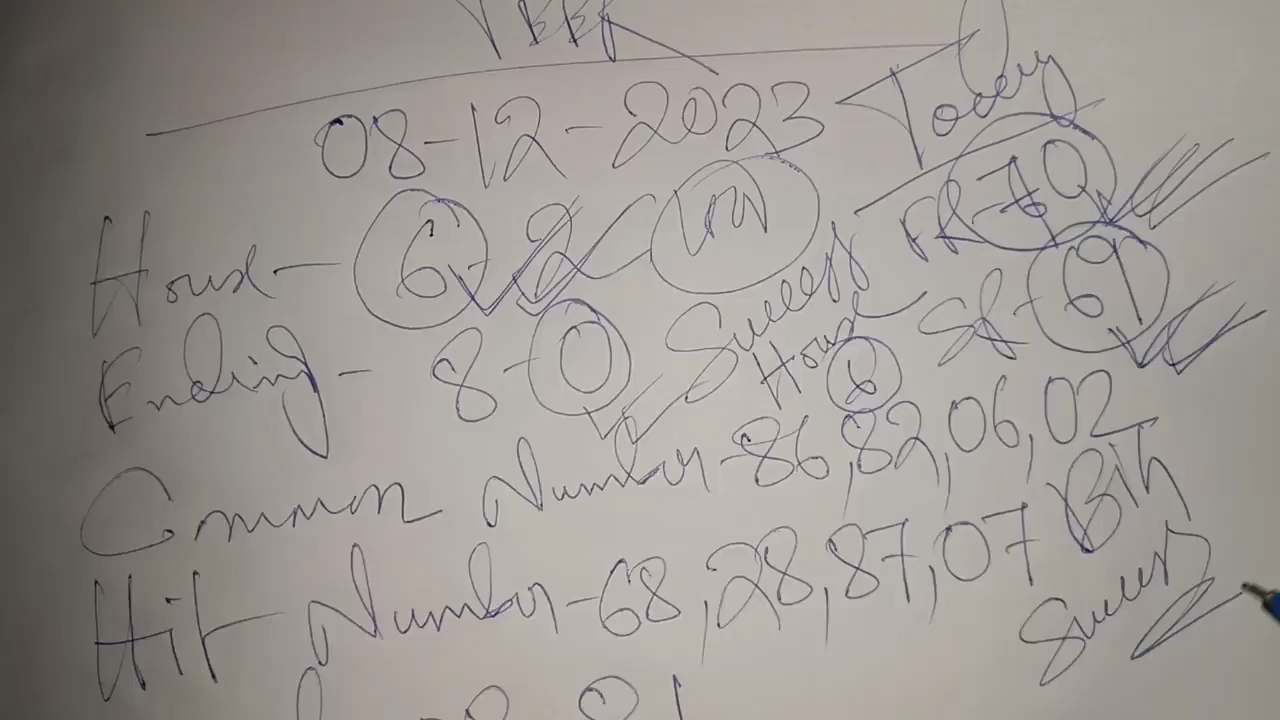 TEER
08-12-2023 Today
House - 6-2 FR-70
Ending - 8-0 Success House 6 SR-69
Common Number - 86,82,06,02
Hit Number - 68,28,87,07 Both Success